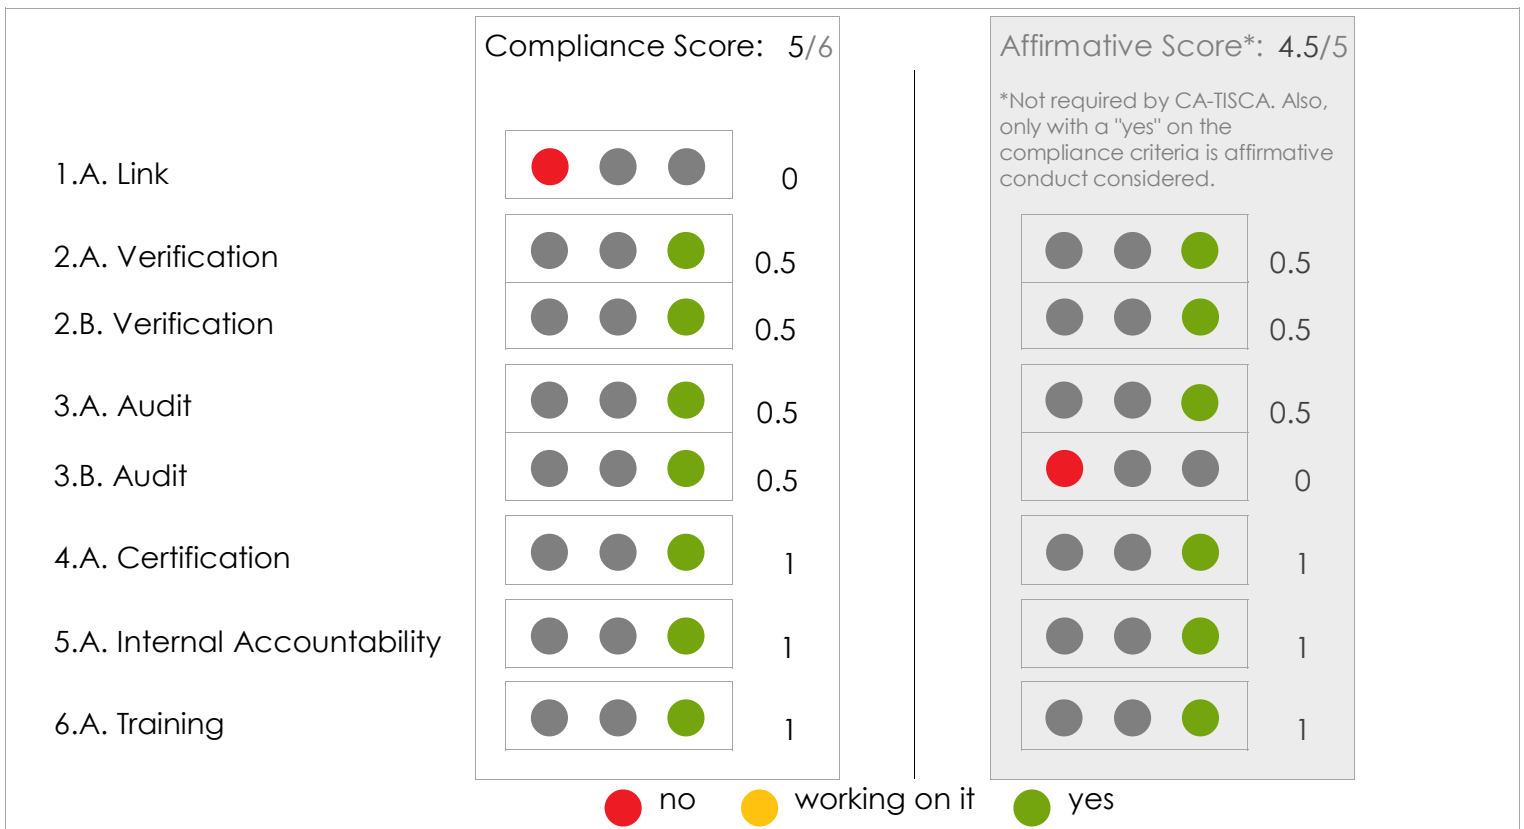 Compliance Score: 5/6
Affirmative Score*: 4.5/5
*Not required by CA-TISCA. Also,
only with a "yes" on the
compliance criteria is affirmative
conduct considered.
1.A. Link 0
2.A. Verification 0.5 0.5
2.B. Verification 0.5 0.5
3.A. Audit 0.5 0.5
3.B. Audit 0.5 0
4.A. Certification 1 1
5.A. Internal Accountability 1 1
6.A. Training 1 1
no working on it yes